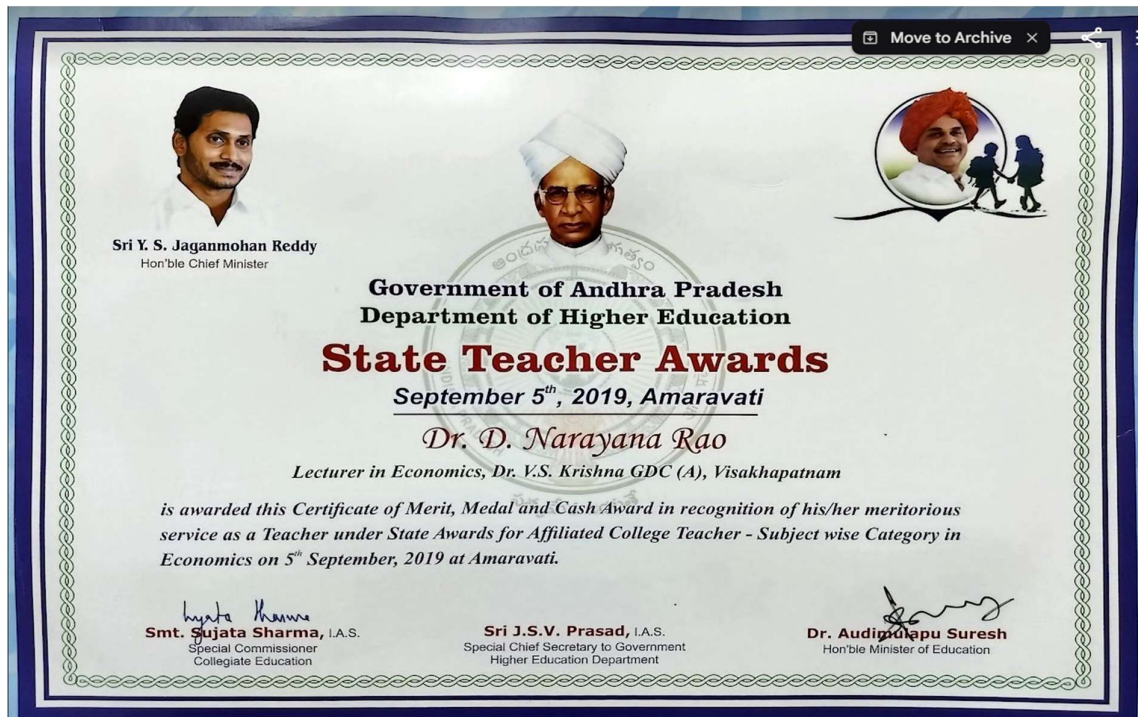 Move to Archive
Sri Y. S. Jaganmohan Reddy
Hon'ble Chief Minister
Government of Andhra Pradesh
Department of Higher Education
State Teacher Awards
September 5th, 2019, Amaravati
Dr. D. Narayana Rao
Lecturer in Economics, Dr. V.S. Krishna GDC (A), Visakhapatnam
is awarded this Certificate of Merit, Medal and Cash Award in recognition of his/her meritorious
service as a Teacher under State Awards for Affiliated College Teacher - Subject wise Category in
Economics on 5th September, 2019 at Amaravati.
Smt. Sujata Sharma, I.A.S.
Special Commissioner
Collegiate Education
Sri J.S.V. Prasad, I.A.S.
Special Chief Secretary to Government
Higher Education Department
Dr. Audimulapu Suresh
Hon'ble Minister of Education